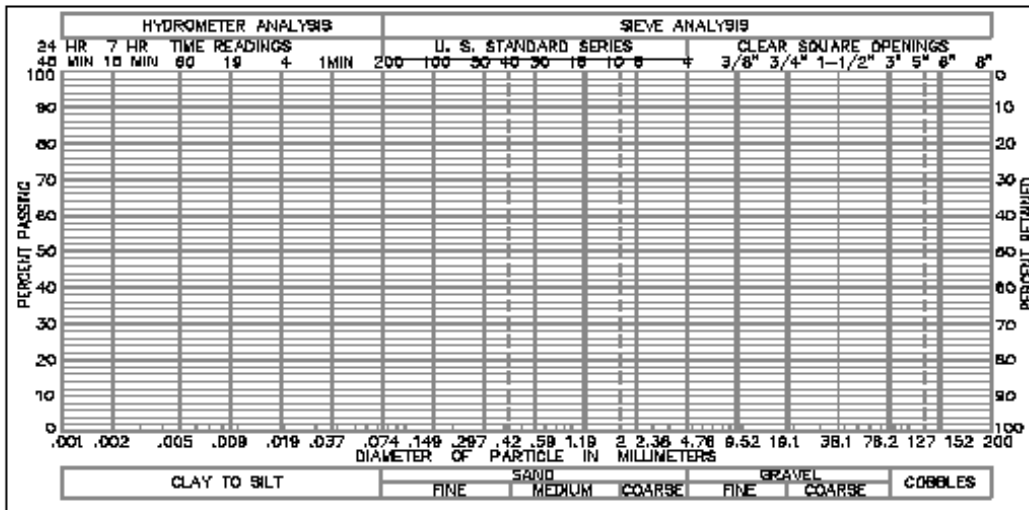 HYDROMETER ANALYSIS SIEVE ANALYSIS
24 HR 7 HR TIME READINGS U. S. STANDARD SERIES CLEAR SQUARE OPENINGS
MIN MIN 60 19 4 1MIN 200 100 50 40 30 16 10 8 4 3/8" 3/4" 1-1/2" 3" 5" 6" 8"
100 0
90 10
80 20
70 30
60 40
50 50
40 60
30 70
20 80
10 90
0 100
PERCENT PASSING
PERCENT RETAINED
.001 .002 .005 .009 .019 .037 .074 .149 .297 .42 .59 1.19 2 2.38 4.76 9.52 19.1 38.1 76.2 127 152 200
DIAMETER OF PARTICLE IN MILLIMETERS
CLAY TO SILT SAND GRAVEL COBBLES
FINE MEDIUM COARSE FINE COARSE